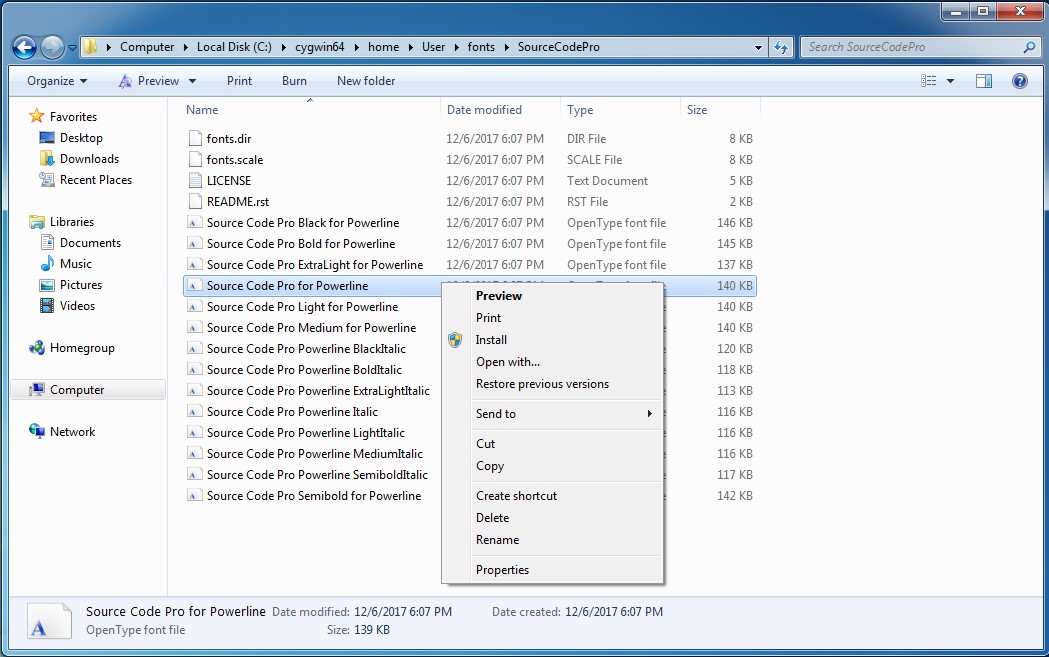 Computer ▸ Local Disk (C:) ▸ cygwin64 ▸ home ▸ User ▸ fonts ▸ SourceCodePro
Search SourceCodePro
Organize Preview Print Burn New folder
Favorites
Desktop
Downloads
Recent Places
Libraries
Documents
Music
Pictures
Videos
Homegroup
Computer
Network
Name Date modified Type Size
fonts.dir 12/6/2017 6:07 PM DIR File 8 KB
fonts.scale 12/6/2017 6:07 PM SCALE File 8 KB
LICENSE 12/6/2017 6:07 PM Text Document 5 KB
README.rst 12/6/2017 6:07 PM RST File 2 KB
Source Code Pro Black for Powerline 12/6/2017 6:07 PM OpenType font file 146 KB
Source Code Pro Bold for Powerline 12/6/2017 6:07 PM OpenType font file 145 KB
Source Code Pro ExtraLight for Powerline 12/6/2017 6:07 PM OpenType font file 137 KB
Source Code Pro for Powerline 140 KB
Source Code Pro Light for Powerline 140 KB
Source Code Pro Medium for Powerline 140 KB
Source Code Pro Powerline BlackItalic 120 KB
Source Code Pro Powerline BoldItalic 118 KB
Source Code Pro Powerline ExtraLightItalic 113 KB
Source Code Pro Powerline Italic 116 KB
Source Code Pro Powerline LightItalic 116 KB
Source Code Pro Powerline MediumItalic 116 KB
Source Code Pro Powerline SemiboldItalic 117 KB
Source Code Pro Semibold for Powerline 142 KB
Preview
Print
Install
Open with...
Restore previous versions
Send to
Cut
Copy
Create shortcut
Delete
Rename
Properties
Source Code Pro for Powerline Date modified: 12/6/2017 6:07 PM Date created: 12/6/2017 6:07 PM
OpenType font file Size: 139 KB